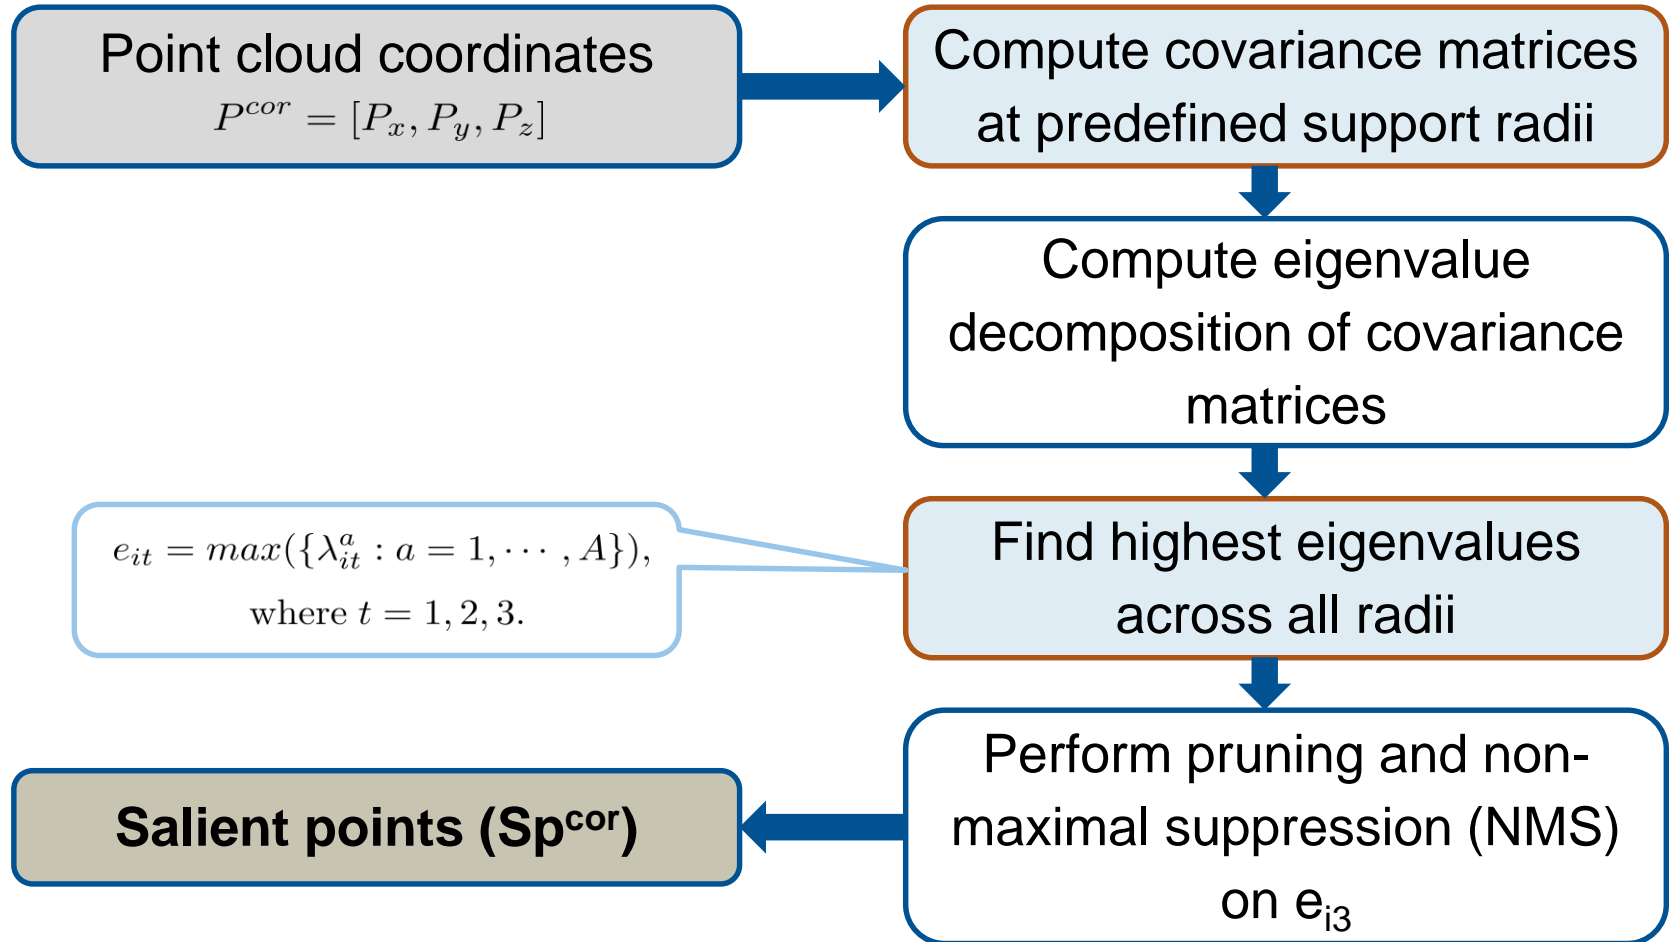 Point cloud coordinates
P^{cor} = [P_x, P_y, P_z]
Compute covariance matrices
at predefined support radii
Compute eigenvalue
decomposition of covariance
matrices
e_{it} = max({λ_{it}^a : a = 1, ⋯ , A}),
where t = 1, 2, 3.
Find highest eigenvalues
across all radii
Perform pruning and non-
maximal suppression (NMS)
on e_{i3}
Salient points (Sp^{cor})